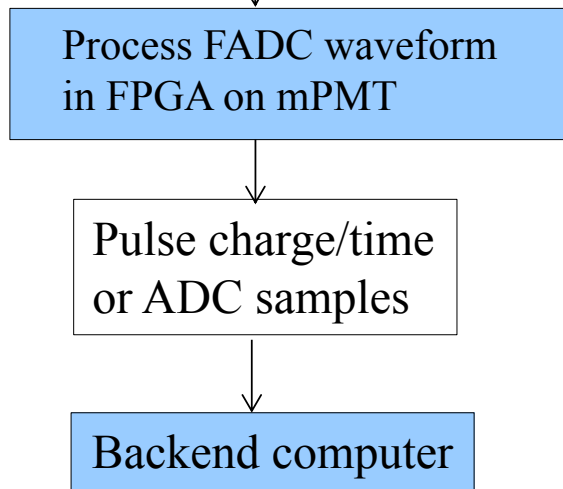 Process FADC waveform
in FPGA on mPMT
Pulse charge/time
or ADC samples
Backend computer